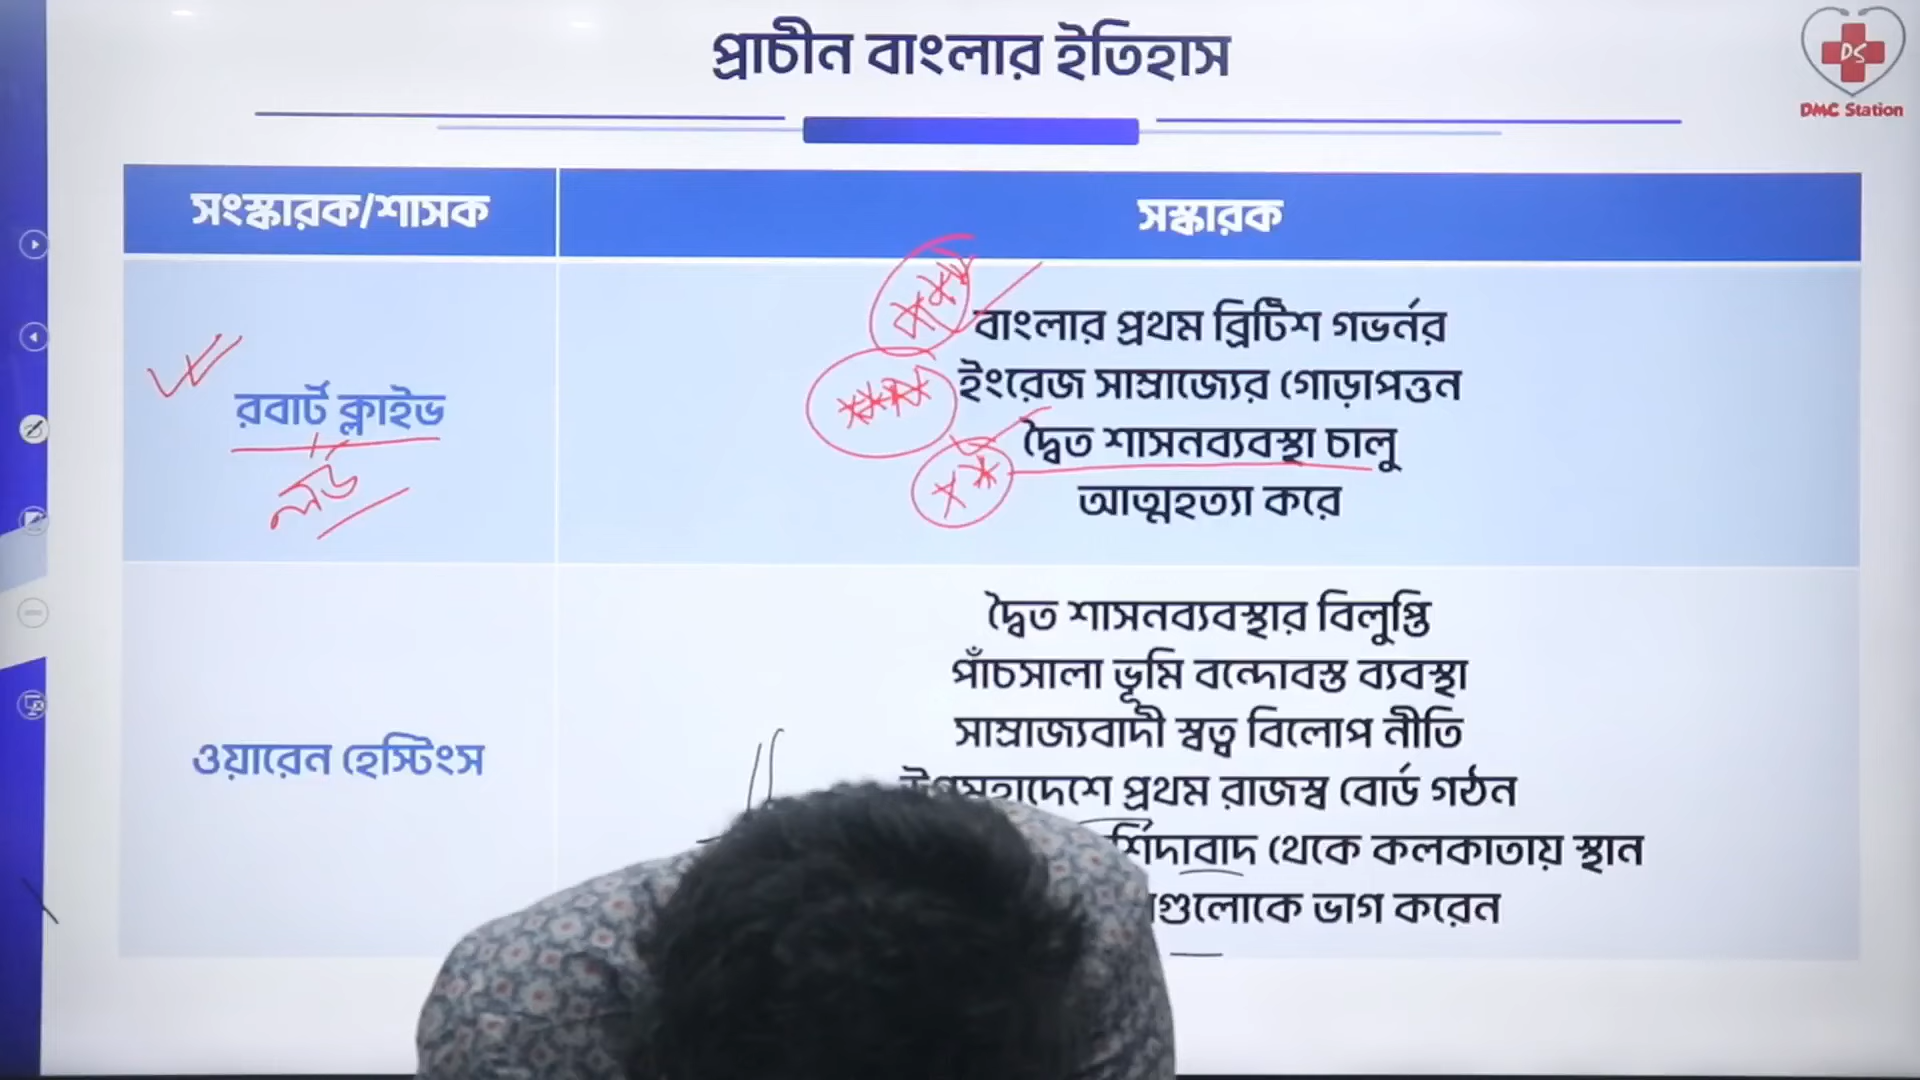 প্রাচীন বাংলার ইতিহাস
DS
DMC Station
সংস্কারক/শাসক
সস্কারক
রবার্ট ক্লাইভ
লর্ড
বাংলার প্রথম ব্রিটিশ গভর্নর
ইংরেজ সাম্রাজ্যের গোড়াপত্তন
দ্বৈত শাসনব্যবস্থা চালু
আত্মহত্যা করে
ওয়ারেন হেস্টিংস
দ্বৈত শাসনব্যবস্থার বিলুপ্তি
পাঁচসালা ভূমি বন্দোবস্ত ব্যবস্থা
সাম্রাজ্যবাদী স্বত্ব বিলোপ নীতি
প্রথম রাজস্ব বোর্ড গঠন
থেকে কলকাতায় স্থান
ভাগ করেন